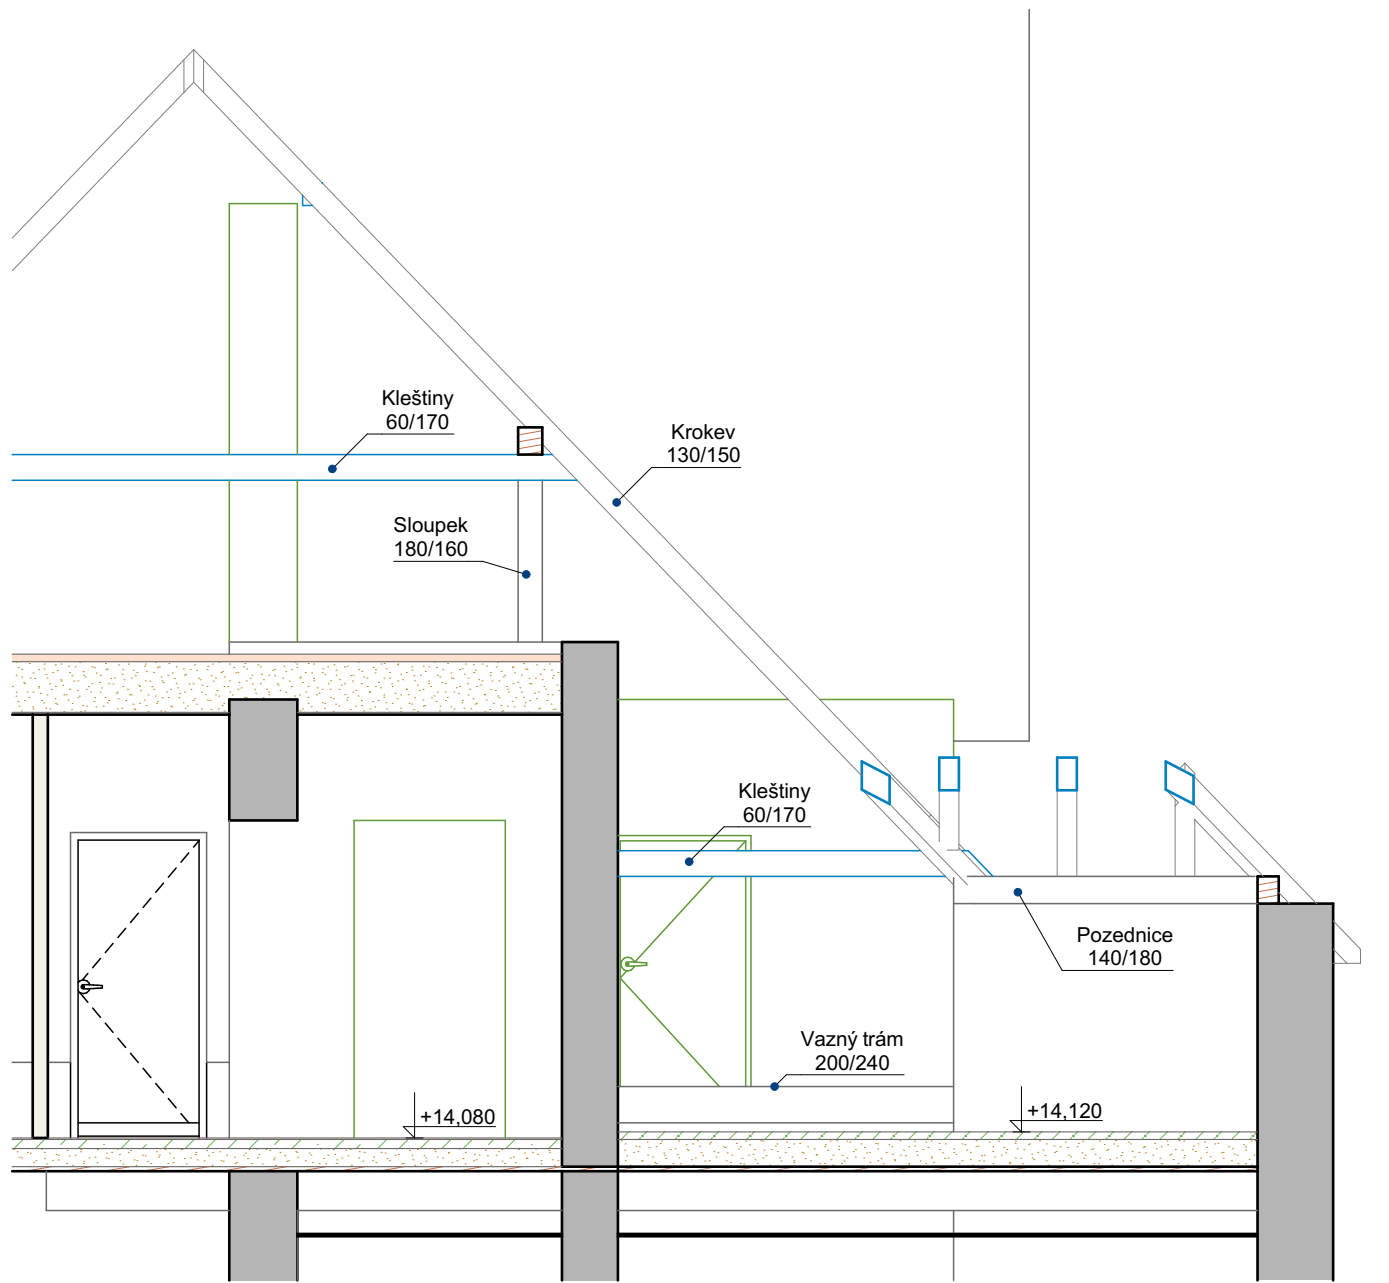 Kleštiny
60/170
Krokev
130/150
Sloupek
180/160
Kleštiny
60/170
Pozednice
140/180
Vazný trám
200/240
+14,080
+14,120